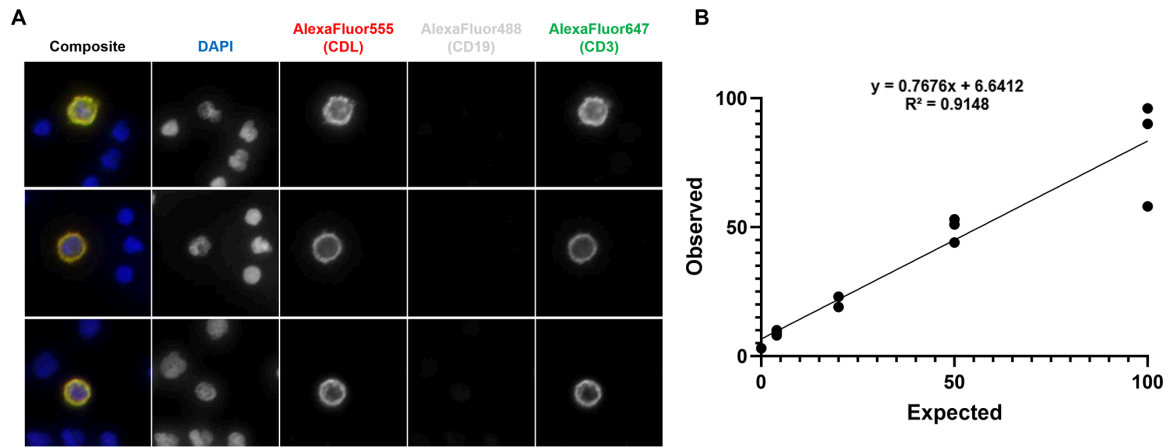 A
Composite
DAPI
AlexaFluor555
(CDL)
AlexaFluor488
(CD19)
AlexaFluor647
(CD3)
B
y = 0.7676x + 6.6412
R² = 0.9148
100
50
0
Observed
0
50
100
Expected